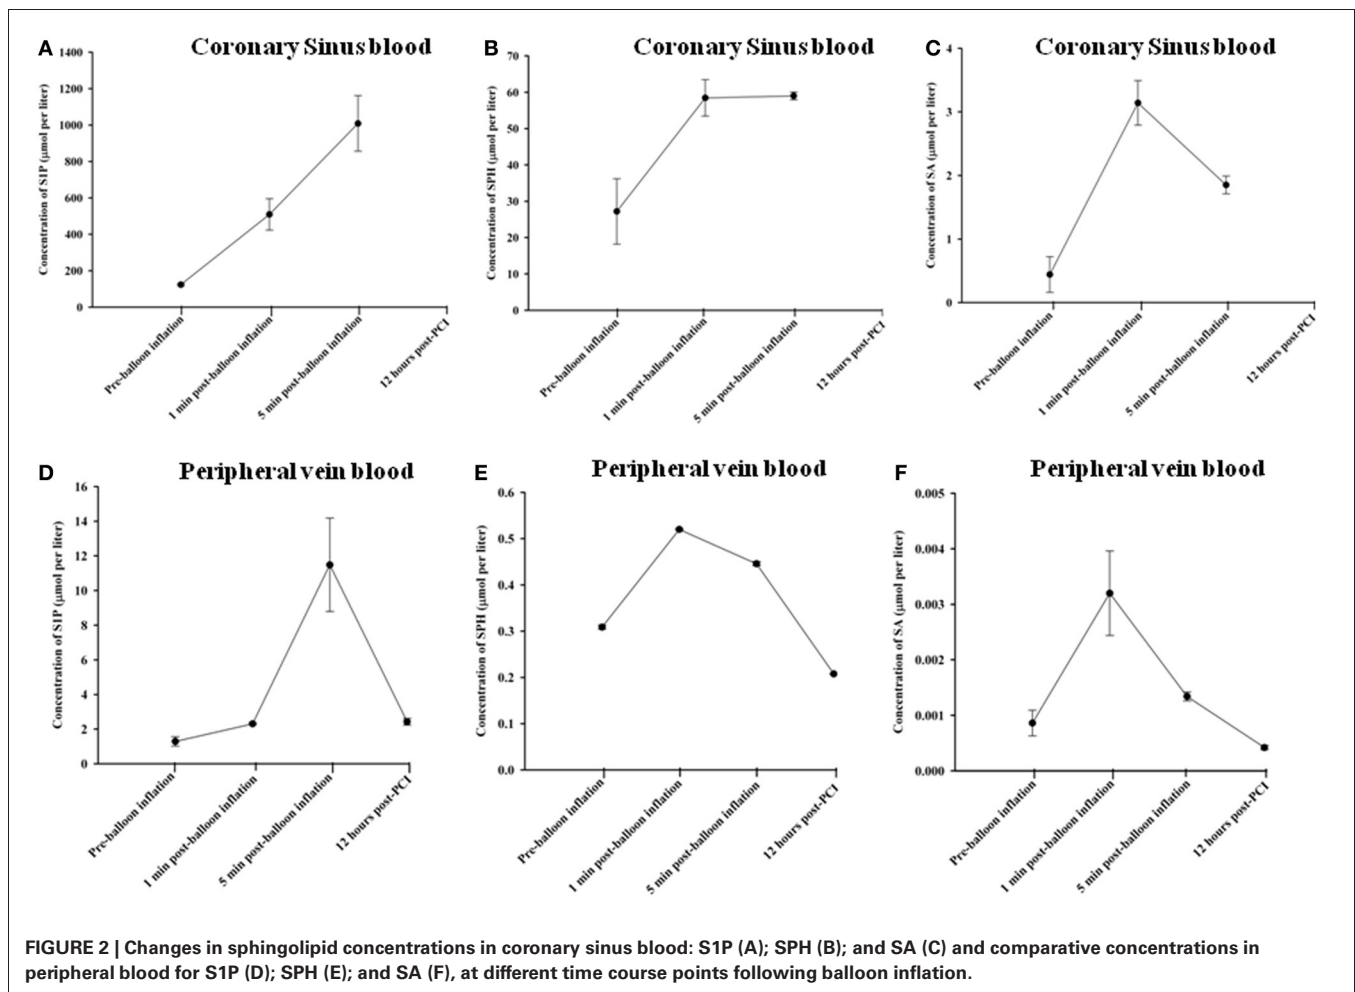 A
Coronary Sinus blood
Concentration of S1P (μmol per liter)
1400
1200
1000
800
600
400
200
0
Pre-balloon inflation
1 min post-balloon inflation
5 min post-balloon inflation
12 hours post-PCI
B
Coronary Sinus blood
Concentration of SPH (μmol per liter)
70
60
50
40
30
20
10
0
Pre-balloon inflation
1 min post-balloon inflation
5 min post-balloon inflation
12 hours post-PCI
C
Coronary Sinus blood
Concentration of SA (μmol per liter)
4
3
2
1
0
Pre-balloon inflation
1 min post-balloon inflation
5 min post-balloon inflation
12 hours post-PCI
D
Peripheral vein blood
Concentration of S1P (μmol per liter)
16
14
12
10
8
6
4
2
0
Pre-balloon inflation
1 min post-balloon inflation
5 min post-balloon inflation
12 hours post-PCI
E
Peripheral vein blood
Concentration of SPH (μmol per liter)
0.6
0.5
0.4
0.3
0.2
0.1
0.0
Pre-balloon inflation
1 min post-balloon inflation
5 min post-balloon inflation
12 hours post-PCI
F
Peripheral vein blood
Concentration of SA (μmol per liter)
0.005
0.004
0.003
0.002
0.001
0.000
Pre-balloon inflation
1 min post-balloon inflation
5 min post-balloon inflation
12 hours post-PCI
FIGURE 2 | Changes in sphingolipid concentrations in coronary sinus blood: S1P (A); SPH (B); and SA (C) and comparative concentrations in
peripheral blood for S1P (D); SPH (E); and SA (F), at different time course points following balloon inflation.